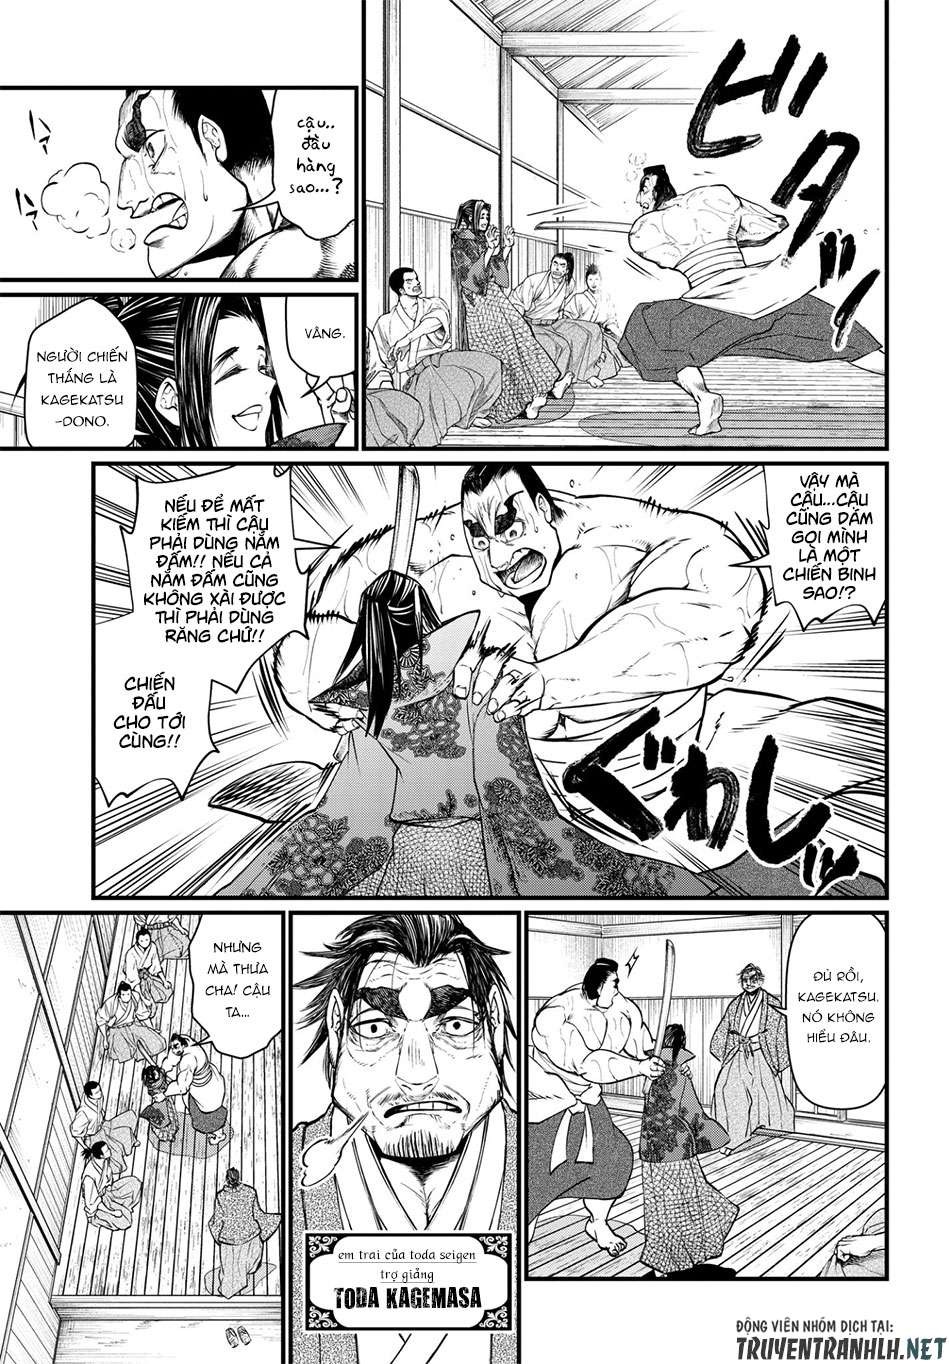 ビタッ
cậu..
đầu
hàng
sao...?
VÂNG.
NGƯỜI CHIẾN
THẮNG LÀ
KAGEKATSU
-DONO.
VẬY MÀ
CẬU...CẬU
CŨNG DÁM
GỌI MÌNH
LÀ MỘT
CHIẾN BINH
SAO!?
NẾU ĐỂ MẤT
KIẾM THÌ CẬU
PHẢI DÙNG NẮM
ĐẤM!! NẾU CẢ
NẮM ĐẤM CŨNG
KHÔNG XÀI ĐƯỢC
THÌ PHẢI DÙNG
RĂNG CHỨ!!
CHIẾN
ĐẤU
CHO TỚI
CÙNG!!
ぐわしッ
ĐỦ RỒI,
KAGEKATSU.
NÓ KHÔNG
HIỂU ĐÂU.
em trai của toda seigen
trợ giảng
TODA KAGEMASA
NHƯNG
MÀ THƯA
CHA! CẬU
TA...
ĐỘNG VIÊN NHÓM DỊCH TẠI:
TRUYENTRANHLH.NET